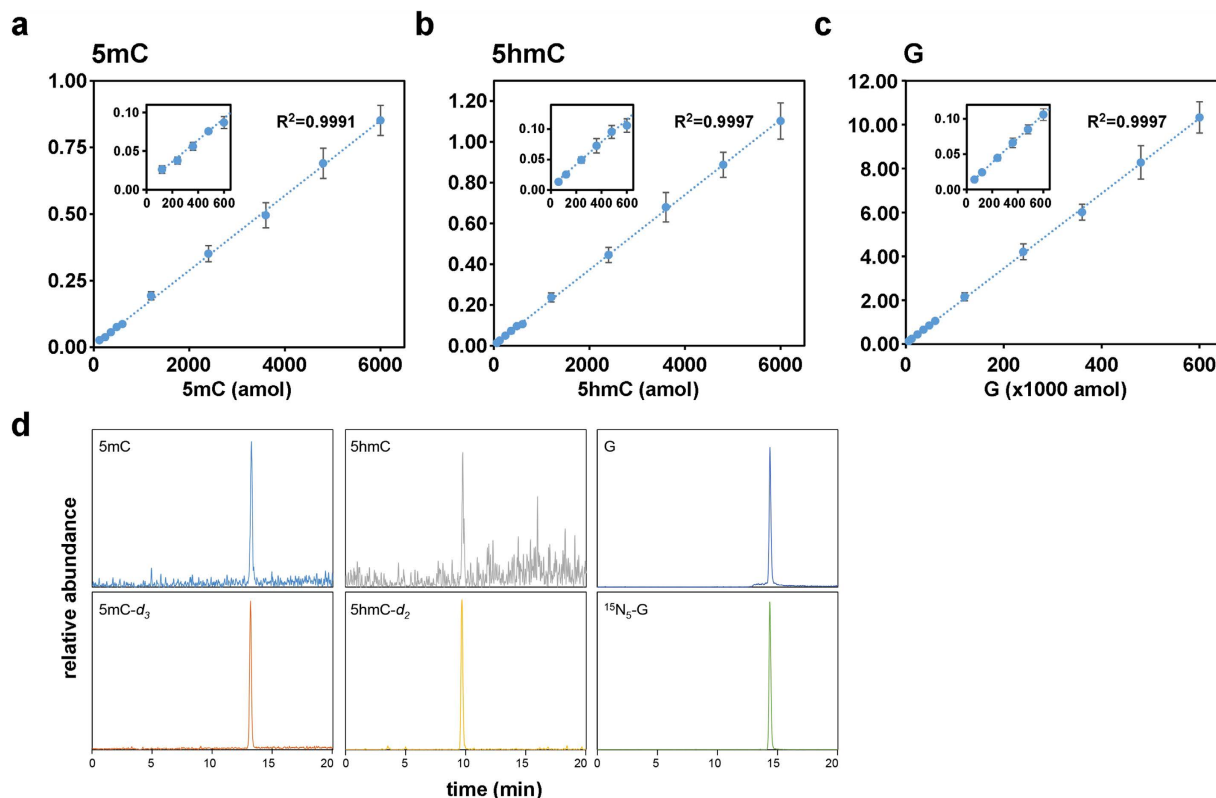 a
5mC
1.00
0.75
0.50
0.25
0.00
0.10
0.05
0.00
0 200 400 600
R²=0.9991
0 2000 4000 6000
5mC (amol)
b
5hmC
1.20
1.00
0.80
0.60
0.40
0.20
0.00
0.10
0.05
0.00
0 200 400 600
R²=0.9997
0 2000 4000 6000
5hmC (amol)
c
G
12.00
10.00
8.00
6.00
4.00
2.00
0.00
0.10
0.05
0.00
0 200 400 600
R²=0.9997
0 200 400 600
G (x1000 amol)
d
relative abundance
5mC
5hmC
G
5mC-d₃
5hmC-d₂
¹⁵N₅-G
0 5 10 15 20
0 5 10 15 20
0 5 10 15 20
time (min)